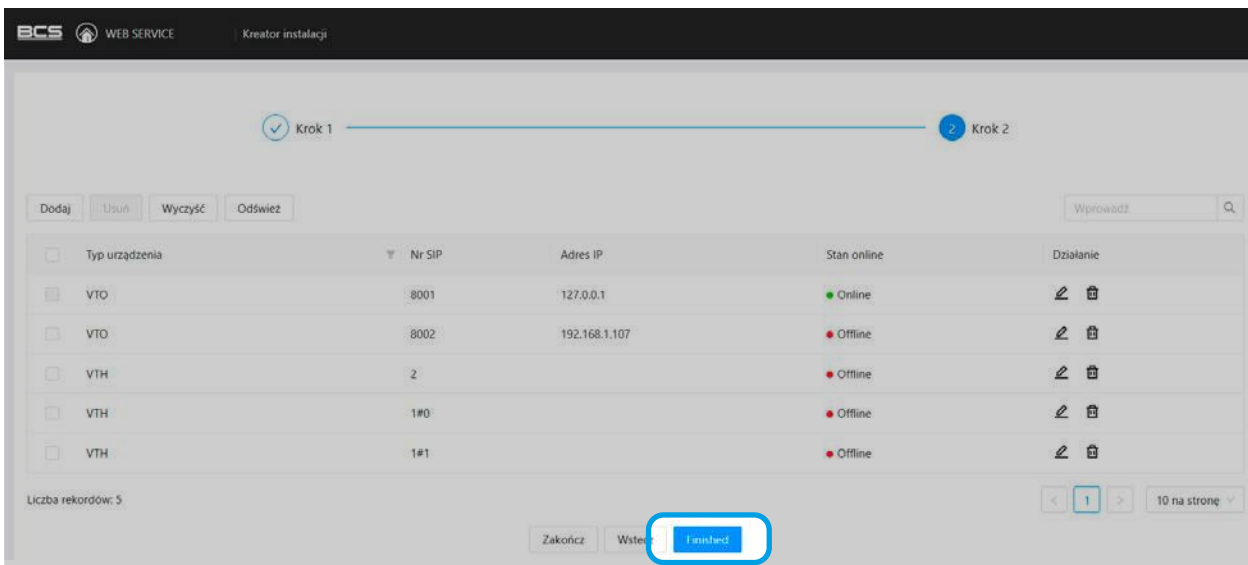 BCS WEB SERVICE Kreator instalacji
Krok 1 2 Krok 2
Dodaj Usuń Wyczyść Odśwież Wprowadź
Typ urządzenia Nr SIP Adres IP Stan online Działanie
VTO 8001 127.0.0.1 Online
VTO 8002 192.168.1.107 Offline
VTH 2 Offline
VTH 1#0 Offline
VTH 1#1 Offline
Liczba rekordów: 5 < 1 > 10 na stronę
Zakończ Wstecz Finished